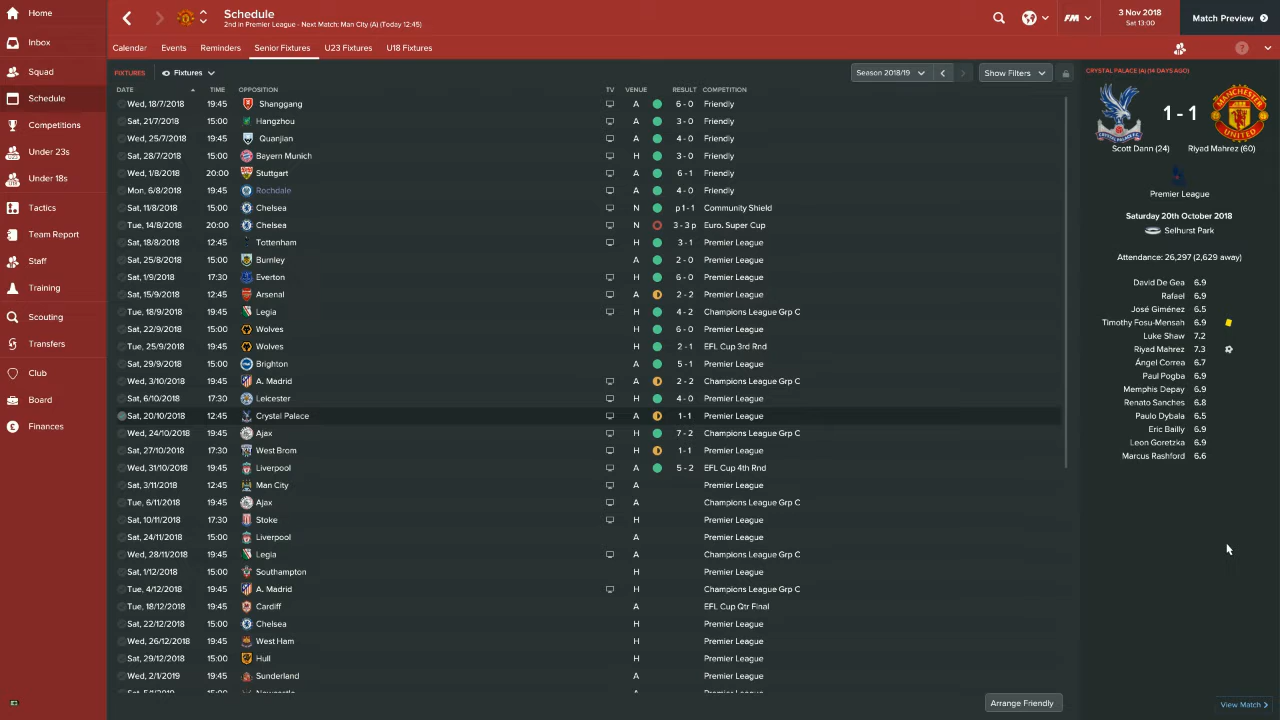 Home
Inbox
Squad
Schedule
Competitions
Under 23s
Under 18s
Tactics
Team Report
Staff
Training
Scouting
Transfers
Club
Board
Finances
Schedule
2nd in Premier League - Next Match: Man City (A) (Today 12:45)
FM
3 Nov 2018
Sat 13:00
Match Preview
Calendar Events Reminders Senior Fixtures U23 Fixtures U18 Fixtures
FIXTURES Fixtures Season 2018/19 Show Filters
DATE TIME OPPOSITION TV VENUE RESULT COMPETITION
Wed, 18/7/2018 19:45 Shanggang A 6 - 0 Friendly
Sat, 21/7/2018 15:00 Hangzhou A 3 - 0 Friendly
Wed, 25/7/2018 19:45 Quanjian A 4 - 0 Friendly
Sat, 28/7/2018 15:00 Bayern Munich H 3 - 0 Friendly
Wed, 1/8/2018 20:00 Stuttgart A 6 - 1 Friendly
Mon, 6/8/2018 19:45 Rochdale A 4 - 0 Friendly
Sat, 11/8/2018 15:00 Chelsea N p 1 - 1 Community Shield
Tue, 14/8/2018 20:00 Chelsea N 3 - 3 p Euro. Super Cup
Sat, 18/8/2018 12:45 Tottenham H 3 - 1 Premier League
Sat, 25/8/2018 15:00 Burnley A 2 - 0 Premier League
Sat, 1/9/2018 17:30 Everton H 6 - 0 Premier League
Sat, 15/9/2018 12:45 Arsenal A 2 - 2 Premier League
Tue, 18/9/2018 19:45 Legia H 4 - 2 Champions League Grp C
Sat, 22/9/2018 15:00 Wolves H 6 - 0 Premier League
Tue, 25/9/2018 19:45 Wolves H 2 - 1 EFL Cup 3rd Rnd
Sat, 29/9/2018 15:00 Brighton A 5 - 1 Premier League
Wed, 3/10/2018 19:45 A. Madrid A 2 - 2 Champions League Grp C
Sat, 6/10/2018 17:30 Leicester H 4 - 0 Premier League
Sat, 20/10/2018 12:45 Crystal Palace A 1 - 1 Premier League
Wed, 24/10/2018 19:45 Ajax H 7 - 2 Champions League Grp C
Sat, 27/10/2018 17:30 West Brom H 1 - 1 Premier League
Wed, 31/10/2018 19:45 Liverpool A 5 - 2 EFL Cup 4th Rnd
Sat, 3/11/2018 12:45 Man City A Premier League
Tue, 6/11/2018 19:45 Ajax A Champions League Grp C
Sat, 10/11/2018 17:30 Stoke H Premier League
Sat, 24/11/2018 15:00 Liverpool A Premier League
Wed, 28/11/2018 19:45 Legia A Champions League Grp C
Sat, 1/12/2018 15:00 Southampton H Premier League
Tue, 4/12/2018 19:45 A. Madrid H Champions League Grp C
Tue, 18/12/2018 19:45 Cardiff A EFL Cup Qtr Final
Sat, 22/12/2018 15:00 Chelsea H Premier League
Wed, 26/12/2018 19:45 West Ham H Premier League
Sat, 29/12/2018 15:00 Hull H Premier League
Wed, 2/1/2019 19:45 Sunderland A Premier League
Sat, 5/1/2019 15:00 Newcastle A Premier League
Arrange Friendly
CRYSTAL PALACE (A) (14 DAYS AGO)
1 - 1
Scott Dann (24) Riyad Mahrez (60)
Premier League
Saturday 20th October 2018
Selhurst Park
Attendance: 26,297 (2,629 away)
David De Gea 6.9
Rafael 6.9
José Giménez 6.5
Timothy Fosu-Mensah 6.9
Luke Shaw 7.2
Riyad Mahrez 7.3
Ángel Correa 6.7
Paul Pogba 6.9
Memphis Depay 6.9
Renato Sanches 6.8
Paulo Dybala 6.5
Eric Bailly 6.9
Leon Goretzka 6.9
Marcus Rashford 6.6
View Match